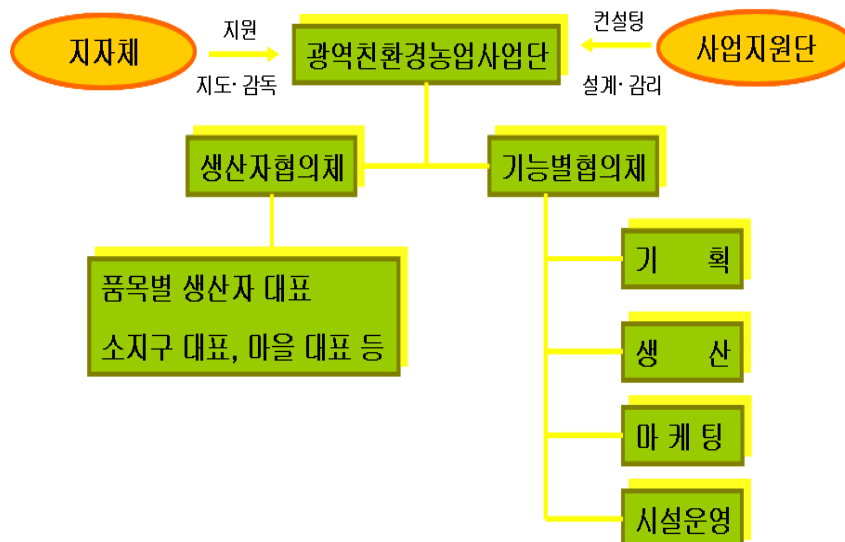 지자체
지원
지도·감독
광역친환경농업사업단
컨설팅
설계·감리
사업지원단
생산자협의체
기능별협의체
품목별 생산자 대표
소지구 대표, 마을 대표 등
기 획
생 산
마 케 팅
시설운영